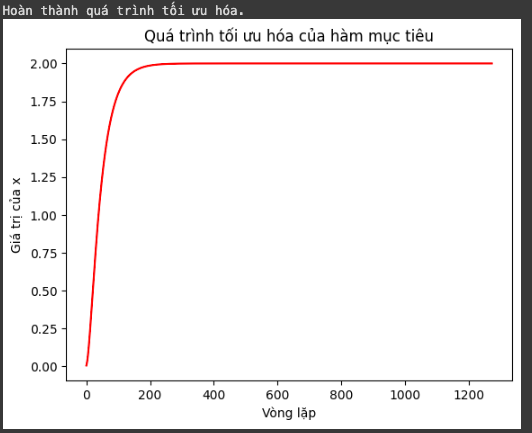 Hoàn thành quá trình tối ưu hóa.
Quá trình tối ưu hóa của hàm mục tiêu
2.00
1.75
1.50
1.25
1.00
0.75
0.50
0.25
0.00
Giá trị của x
0 200 400 600 800 1000 1200
Vòng lặp